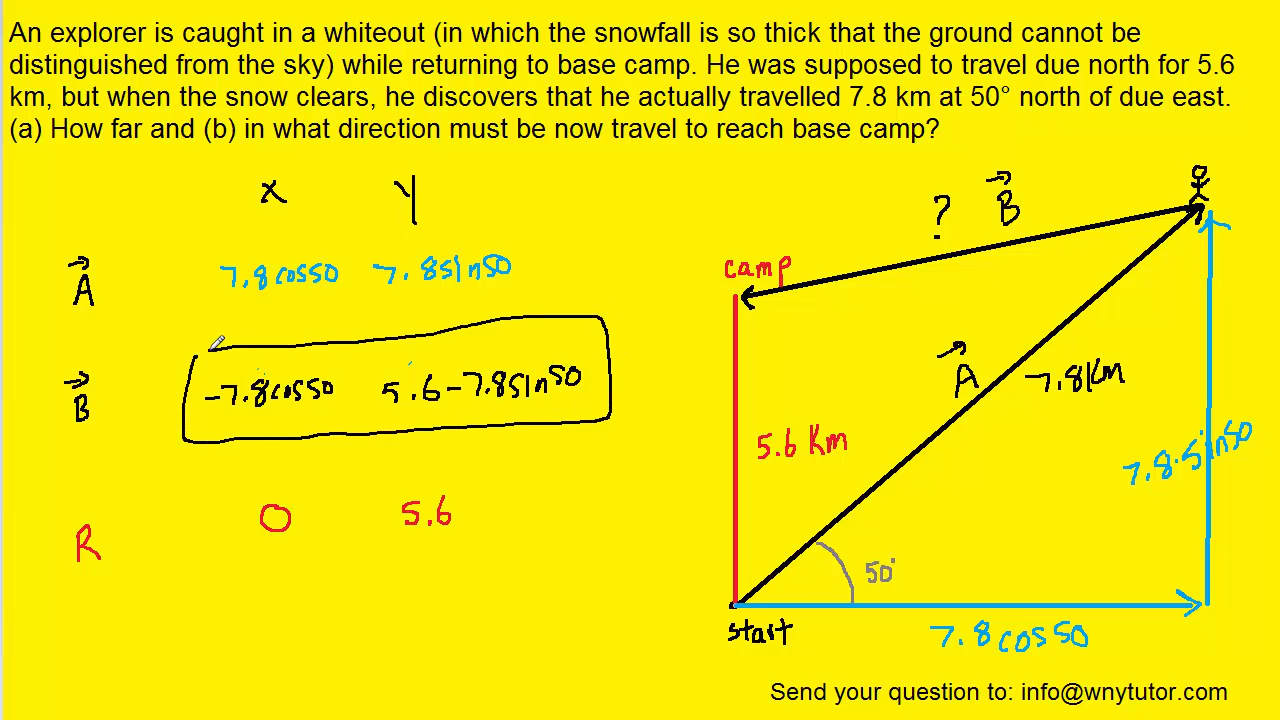 An explorer is caught in a whiteout (in which the snowfall is so thick that the ground cannot be
distinguished from the sky) while returning to base camp. He was supposed to travel due north for 5.6
km, but when the snow clears, he discovers that he actually travelled 7.8 km at 50° north of due east.
(a) How far and (b) in what direction must be now travel to reach base camp?
x y
A 7.8cos50 7.8sin50
B -7.8cos50 5.6-7.8sin50
R 0 5.6
? B
camp
A 7.8Km
5.6 Km
7.8·sin50
50°
start
7.8cos50
Send your question to: info@wnytutor.com